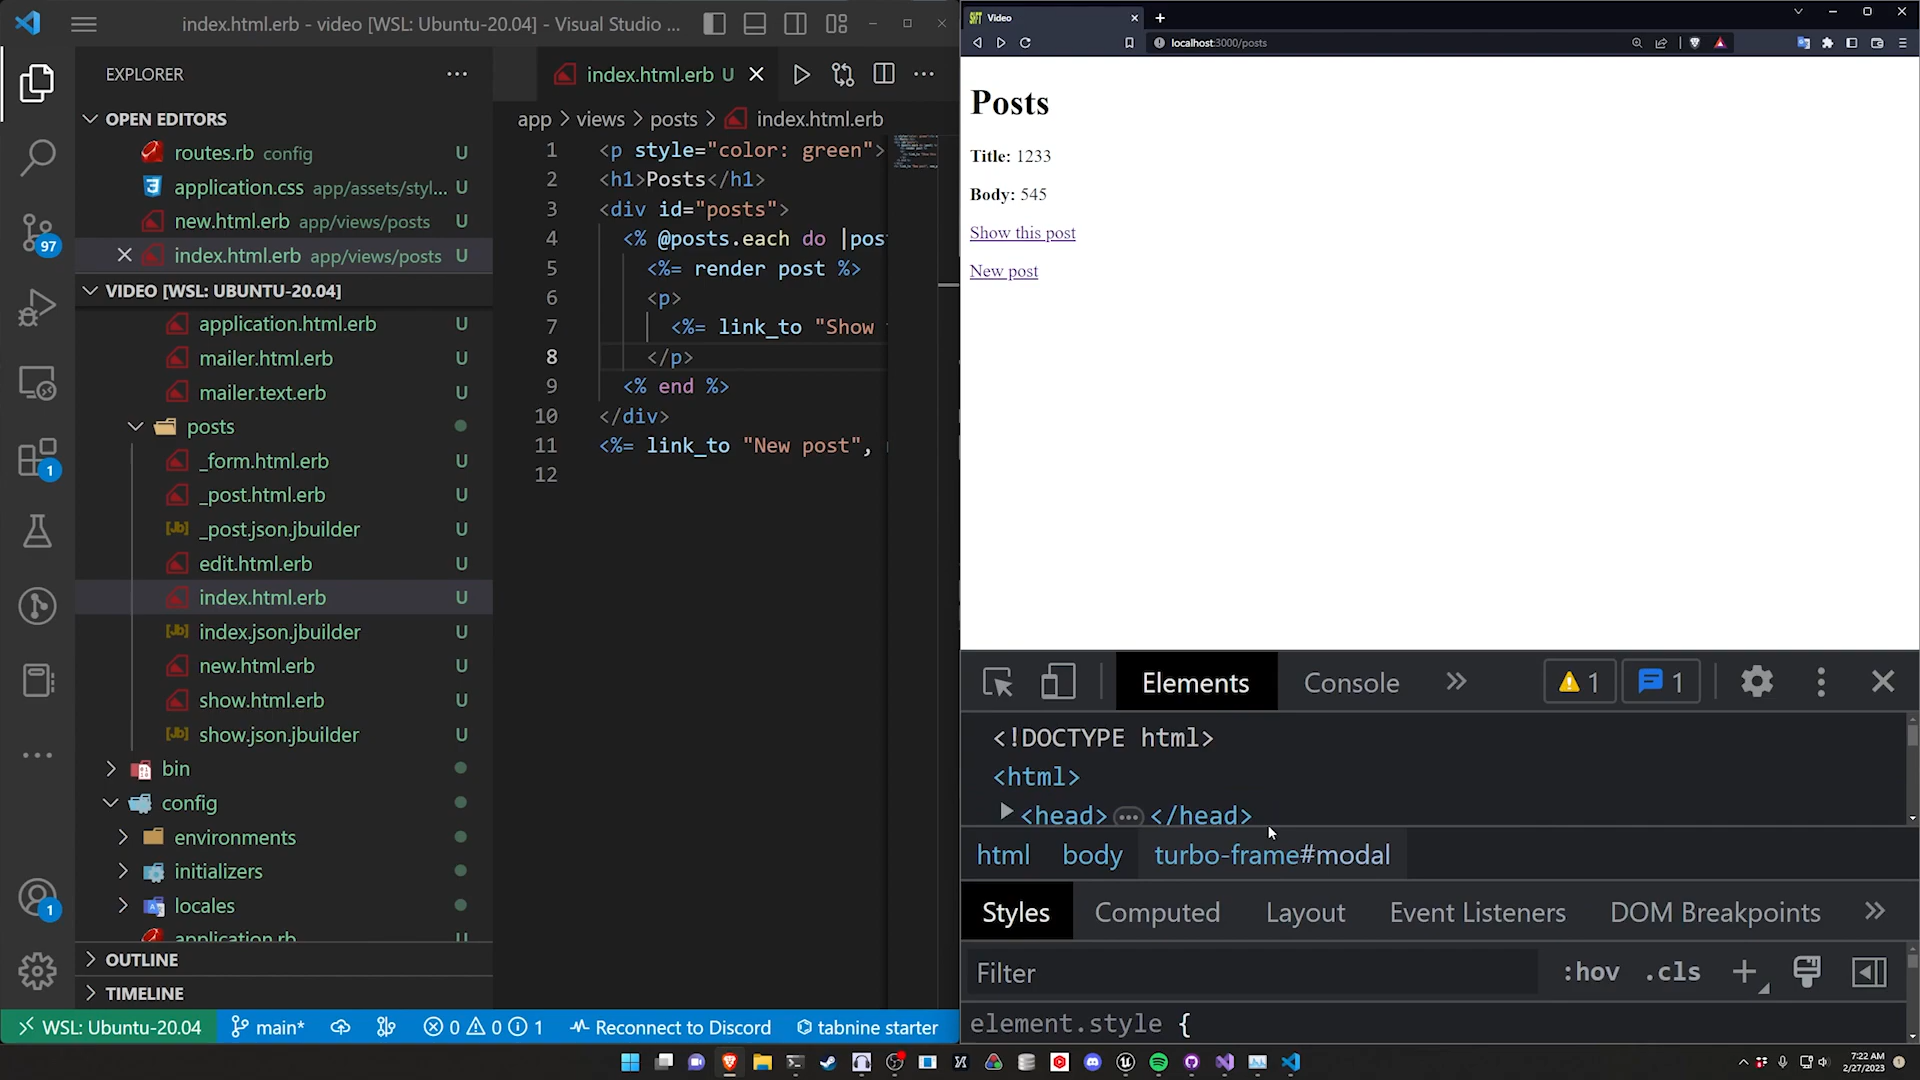 index.html.erb - video [WSL: Ubuntu-20.04] - Visual Studio ...
EXPLORER
OPEN EDITORS
routes.rb config U
application.css app/assets/styl... U
new.html.erb app/views/posts U
index.html.erb app/views/posts U
VIDEO [WSL: UBUNTU-20.04]
application.html.erb U
mailer.html.erb U
mailer.text.erb U
posts
_form.html.erb U
_post.html.erb U
_post.json.jbuilder U
edit.html.erb U
index.html.erb U
index.json.jbuilder U
new.html.erb U
show.html.erb U
show.json.jbuilder U
bin
config
environments
initializers
locales
application.rb U
OUTLINE
TIMELINE
97
1
1
index.html.erb U
app > views > posts > index.html.erb
1 <p style="color: green">
2 <h1>Posts</h1>
3 <div id="posts">
4 <% @posts.each do |pos
5 <%= render post %>
6 <p>
7 <%= link_to "Show
8 </p>
9 <% end %>
10 </div>
11 <%= link_to "New post",
12
WSL: Ubuntu-20.04 main* 0 0 1 Reconnect to Discord tabnine starter
Video
localhost:3000/posts
Posts
Title: 1233
Body: 545
Show this post
New post
Elements Console 1 1
<!DOCTYPE html>
<html>
<head> ... </head>
html body turbo-frame#modal
Styles Computed Layout Event Listeners DOM Breakpoints
Filter :hov .cls
element.style {
7:22 AM
2/27/2023